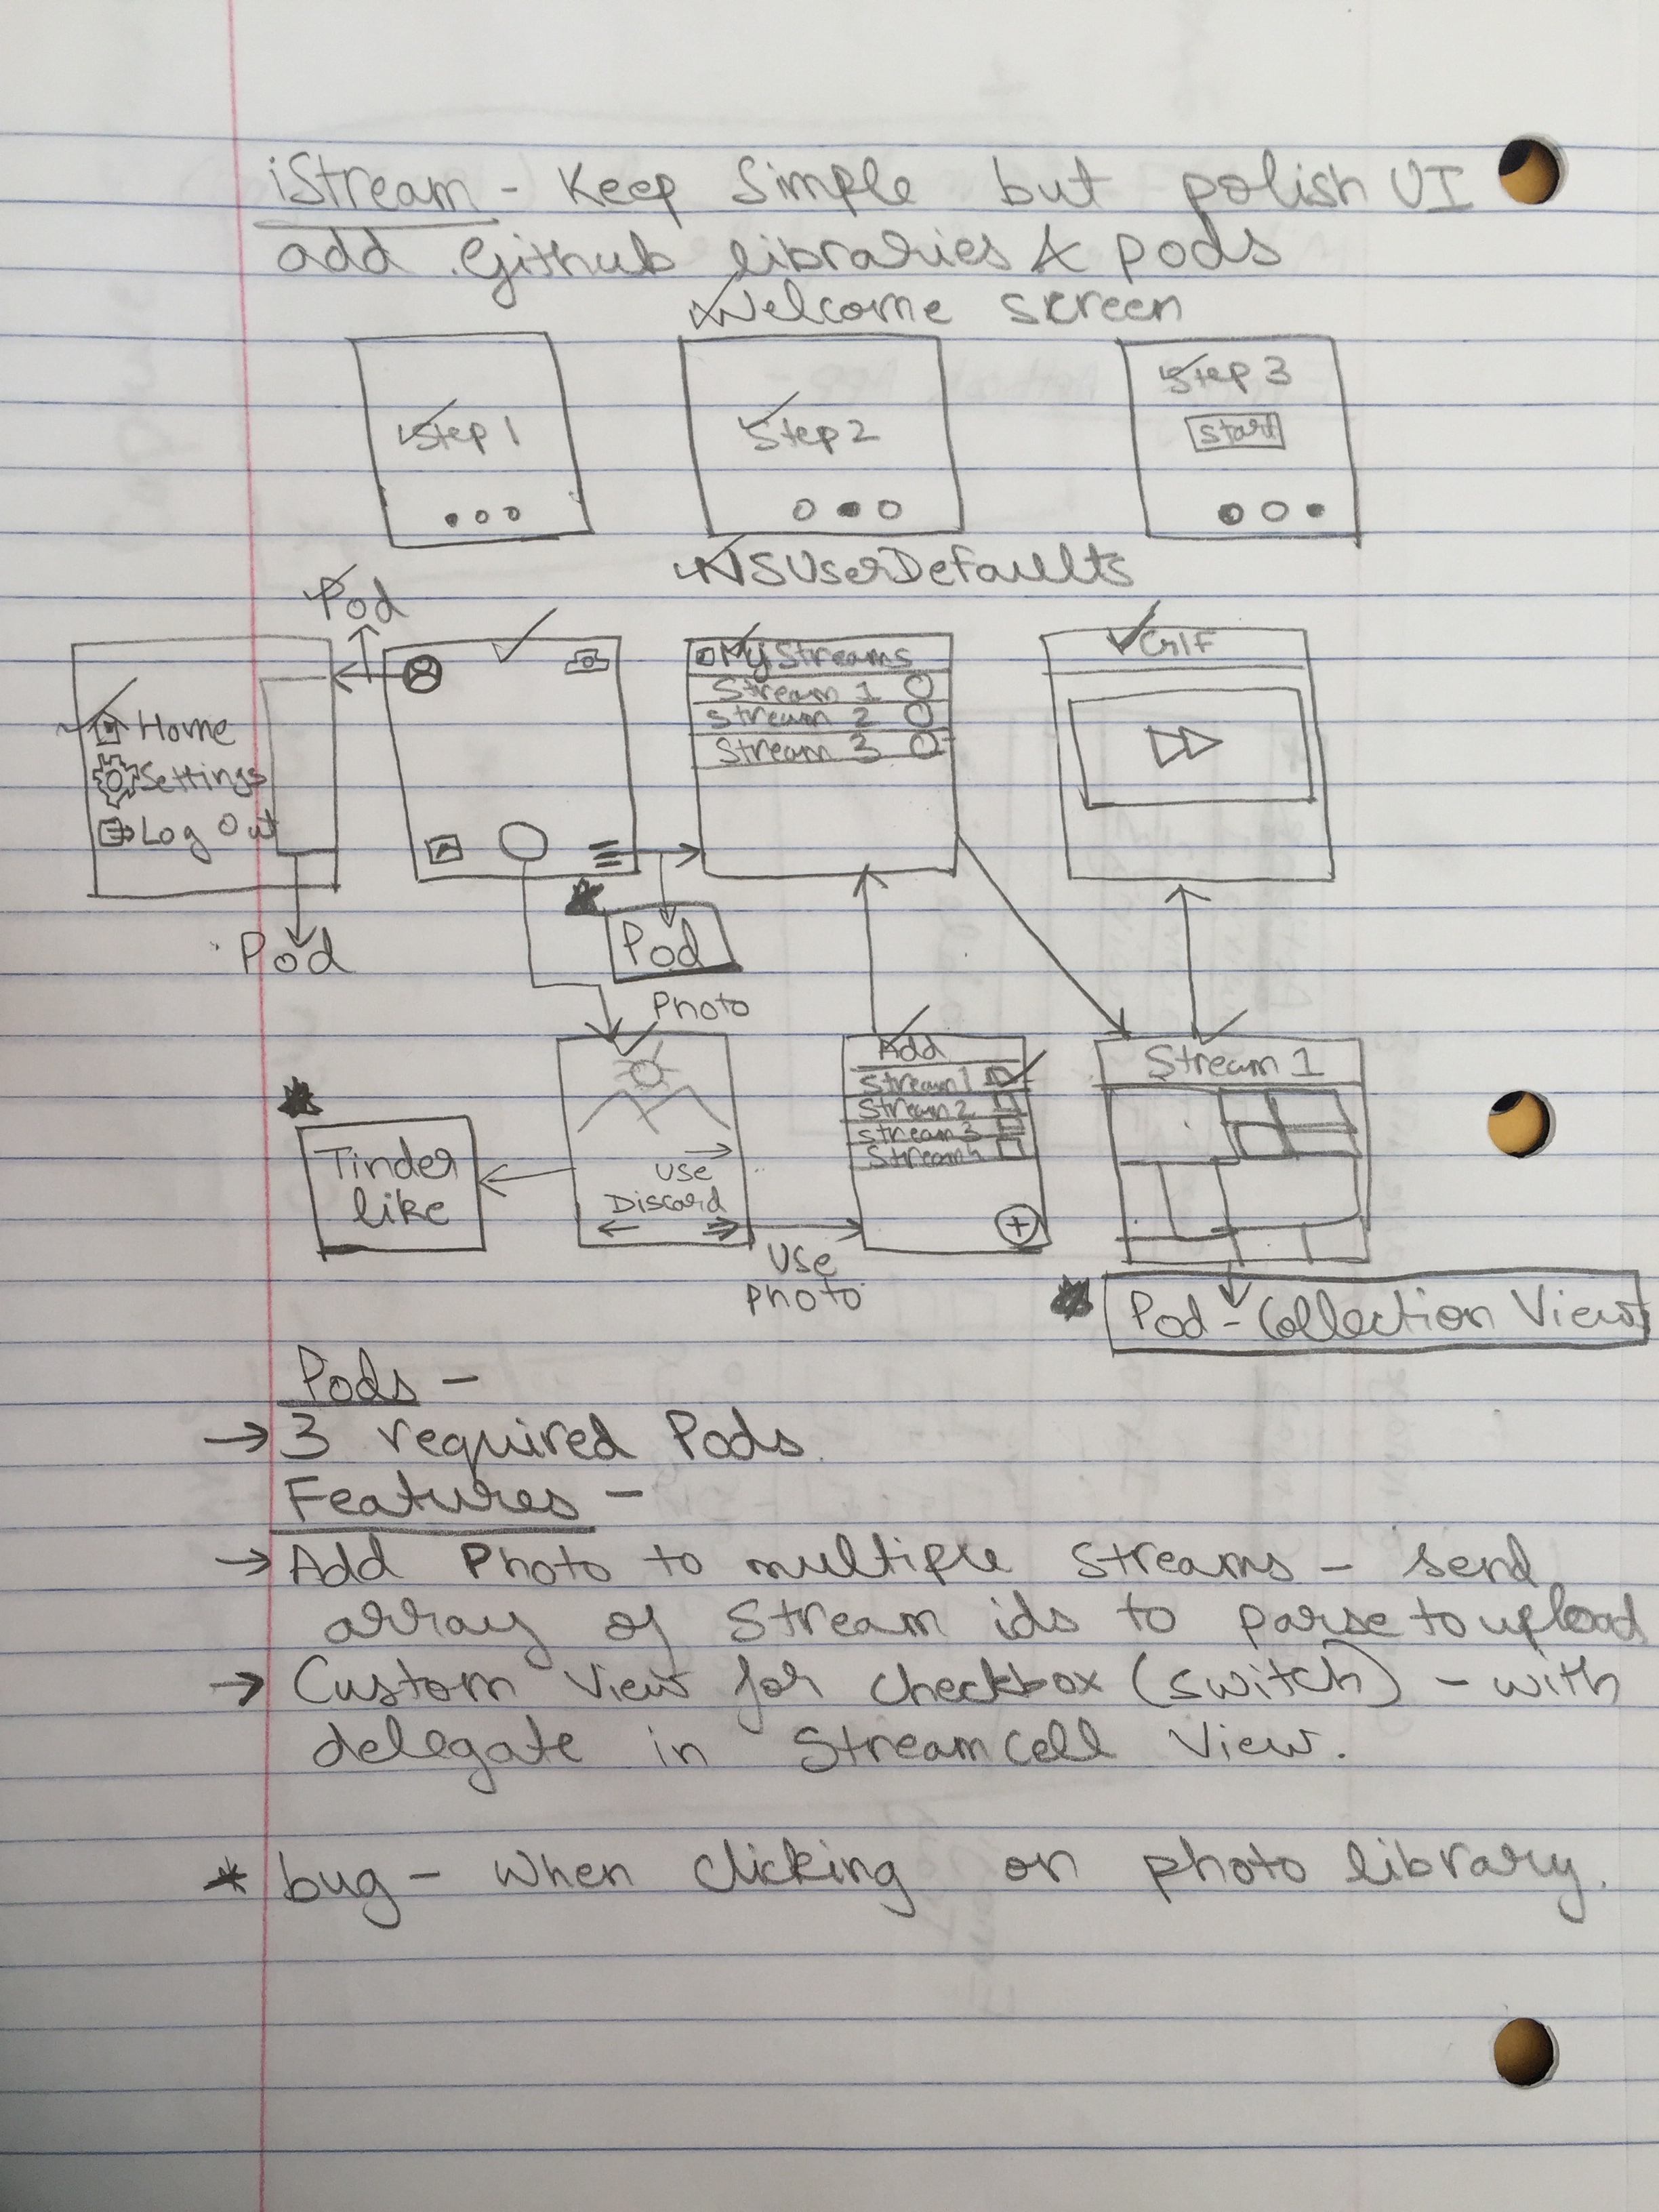 iStream - Keep Simple but polish UI
add Github libraries & pods
Welcome screen
Step 1
Step 2
Step 3
Start
NSUserDefaults
Pod
Home
Settings
Log Out
Pod
My Streams
Stream 1
Stream 2
Stream 3
GIF
Pod
Photo
Tinder
like
Use
Discard
Use
photo
Add
Stream 1
Stream 2
Stream 3
Stream 4
Stream 1
Pod - Collection View
Pods -
→ 3 required Pods.
Features -
→ Add Photo to multiple Streams - send
array of Stream ids to parse to upload
→ Custom View for checkbox (switch) - with
delegate in StreamCell View.
* bug - When clicking on photo library.